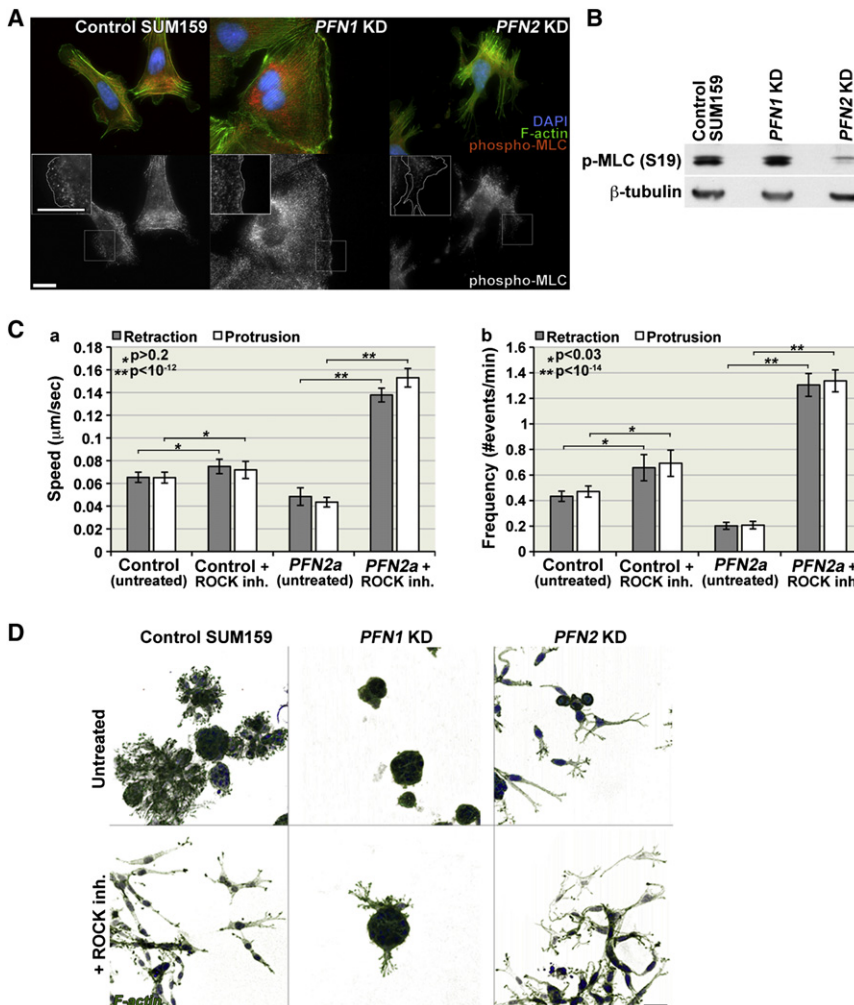 A
Control SUM159
PFN1 KD
PFN2 KD
DAPI
F-actin
phospho-MLC
phospho-MLC
B
Control
SUM159
PFN1 KD
PFN2 KD
p-MLC (S19)
β-tubulin
C
a
Retraction
Protrusion
*p>0.2
**p<10-12
Speed (µm/sec)
0.18
0.16
0.14
0.12
0.1
0.08
0.06
0.04
0.02
0
*
*
**
**
Control
(untreated)
Control +
ROCK inh.
PFN2a
(untreated)
PFN2a +
ROCK inh.
b
Retraction
Protrusion
*p<0.03
**p<10-14
Frequency (#events/min)
1.6
1.4
1.2
1
0.8
0.6
0.4
0.2
0
*
*
**
**
Control
(untreated)
Control +
ROCK inh.
PFN2a
(untreated)
PFN2a +
ROCK inh.
D
Control SUM159
PFN1 KD
PFN2 KD
Untreated
+ ROCK inh.
F-actin